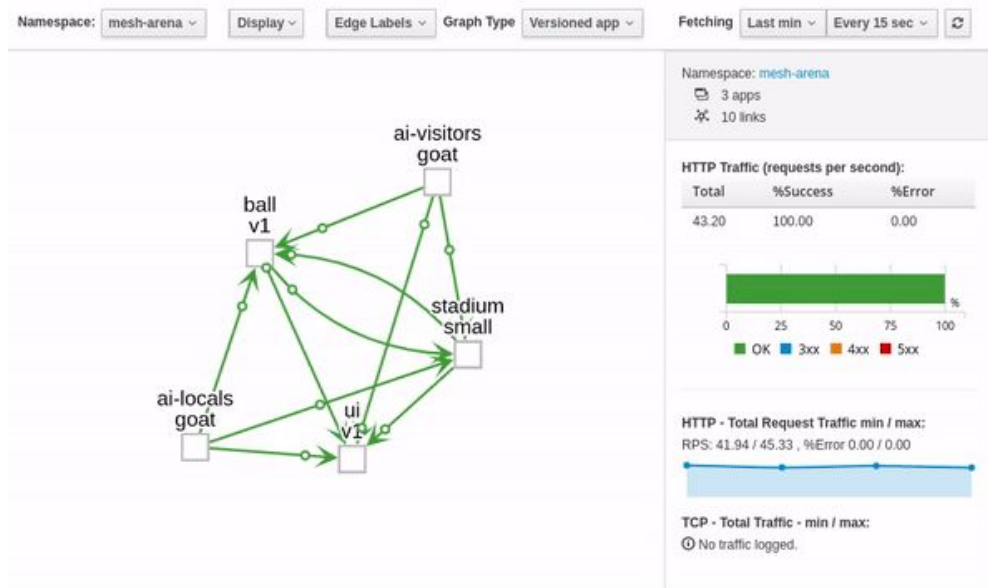 Namespace: mesh-arena Display Edge Labels Graph Type Versioned app Fetching Last min Every 15 sec
ai-visitors
goat
ball
v1
stadium
small
ai-locals
goat
ui
v1
Namespace: mesh-arena
3 apps
10 links
HTTP Traffic (requests per second):
Total %Success %Error
43.20 100.00 0.00
%
0 25 50 75 100
OK 3xx 4xx 5xx
HTTP - Total Request Traffic min / max:
RPS: 41.94 / 45.33 , %Error 0.00 / 0.00
TCP - Total Traffic - min / max:
No traffic logged.